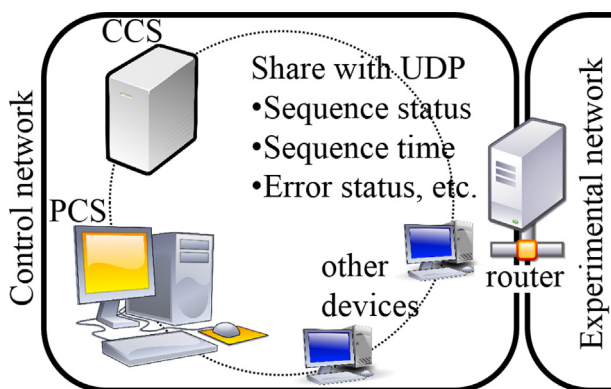 CCS
Share with UDP
•Sequence status
•Sequence time
•Error status, etc.
PCS
other
devices
router
Control network
Experimental network